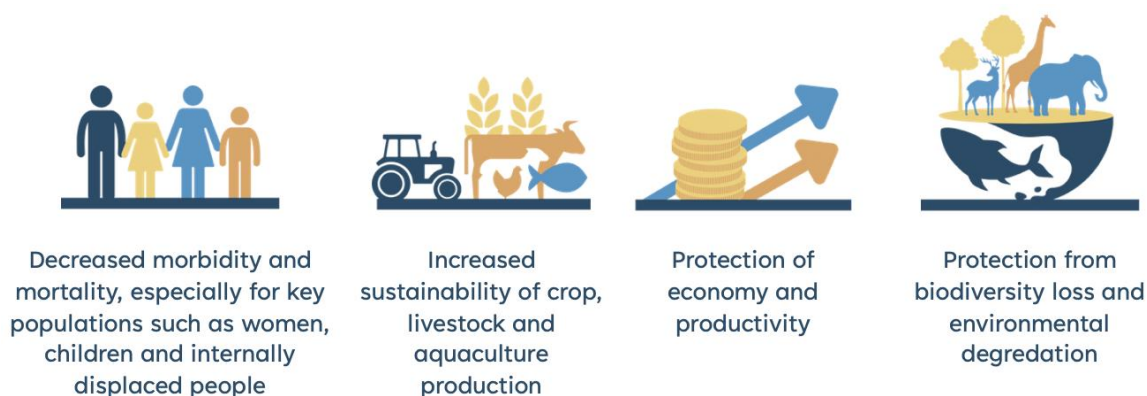 Decreased morbidity and
mortality, especially for key
populations such as women,
children and internally
displaced people
Increased
sustainability of crop,
livestock and
aquaculture
production
Protection of
economy and
productivity
Protection from
biodiversity loss and
environmental
degredation